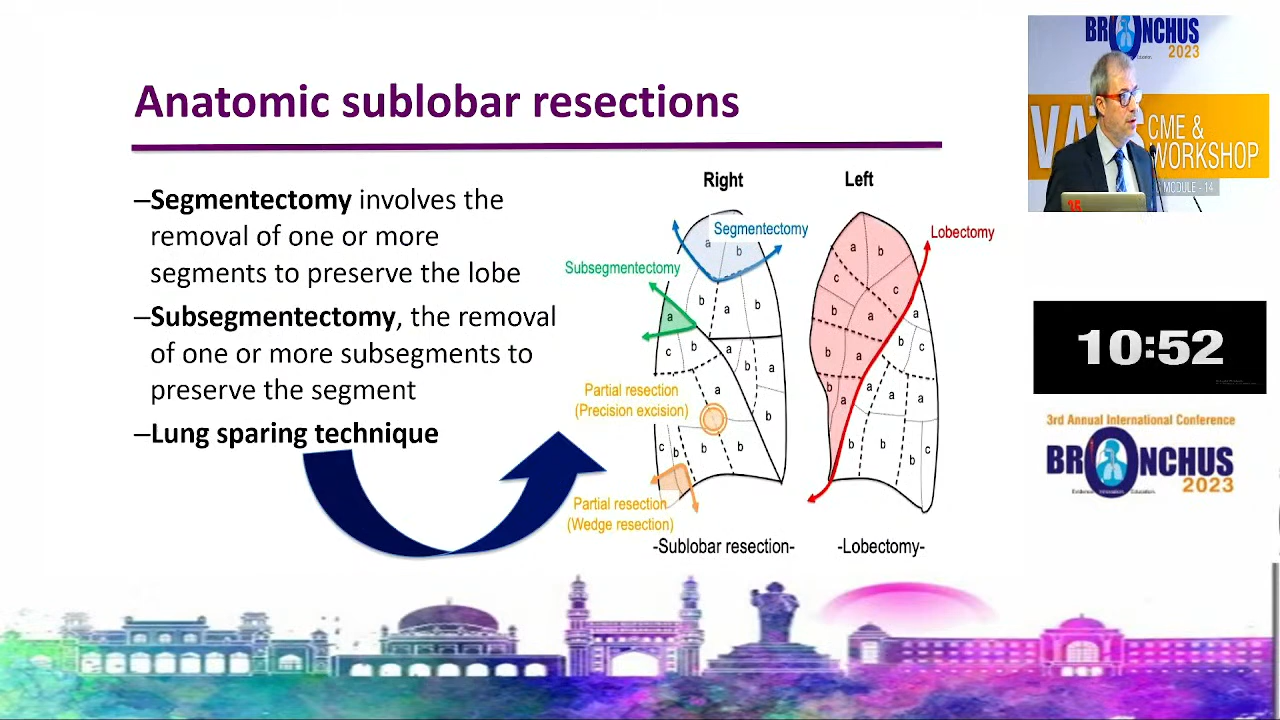 Anatomic sublobar resections
–Segmentectomy involves the
removal of one or more
segments to preserve the lobe
–Subsegmentectomy, the removal
of one or more subsegments to
preserve the segment
–Lung sparing technique
Right
Left
Segmentectomy
Lobectomy
Subsegmentectomy
a
b
b
a
b
a
c
b
a
b
a
a
b
c
b
b
b
a
b
c
c
b
a
a
b
c
b
a
b
a
a
a
a
b
b
b
c
Partial resection
(Precision excision)
Partial resection
(Wedge resection)
-Sublobar resection-
-Lobectomy-
BRONCHUS
2023
VATS
CME &
WORKSHOP
MODULE - 14
10:52
3rd Annual International Conference
BRONCHUS
2023